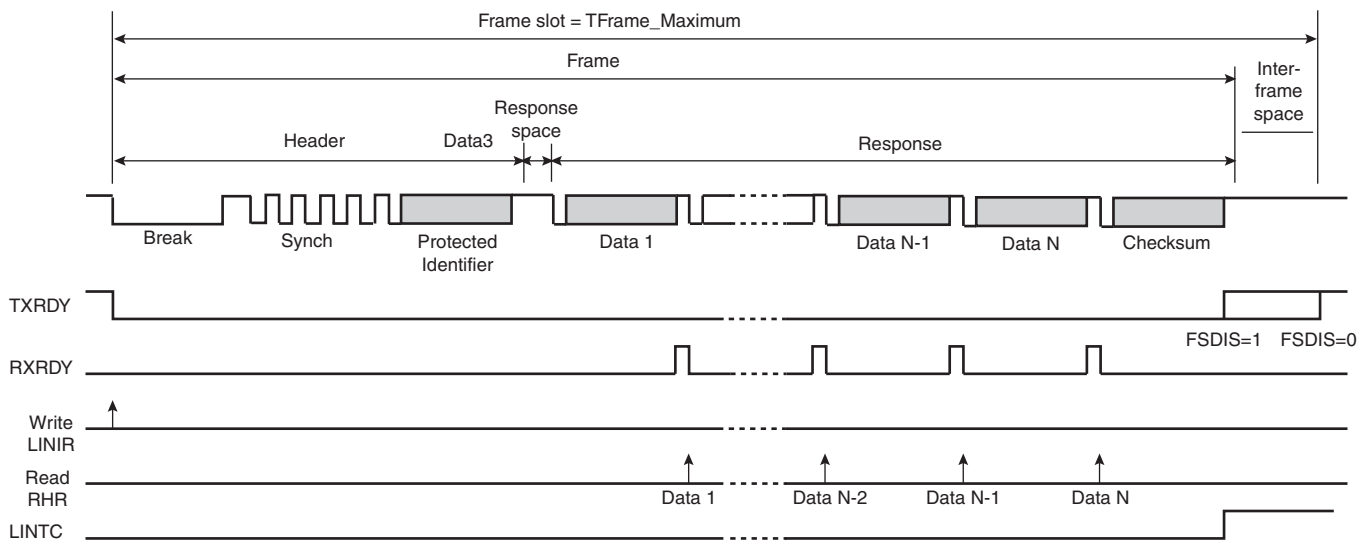 Frame slot = TFrame_Maximum
Frame
Inter-
frame
space
Response
space
Header
Data3
Response
Break
Synch
Protected
Identifier
Data 1
Data N-1
Data N
Checksum
TXRDY
FSDIS=1
FSDIS=0
RXRDY
Write
LINIR
Read
RHR
Data 1
Data N-2
Data N-1
Data N
LINTC